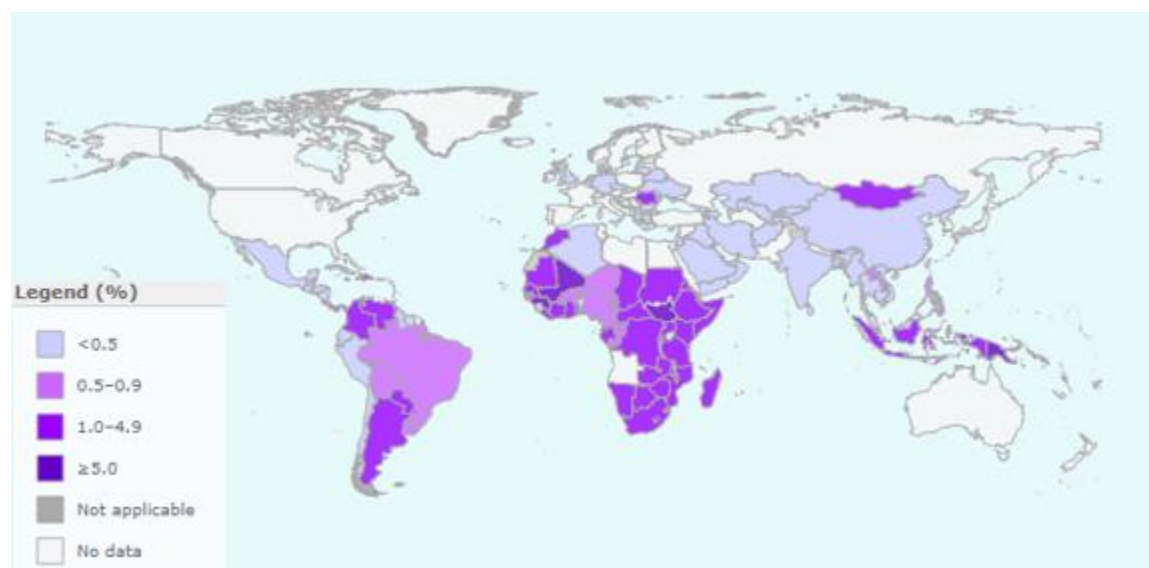 Legend (%)
<0.5
0.5–0.9
1.0–4.9
≥5.0
Not applicable
No data